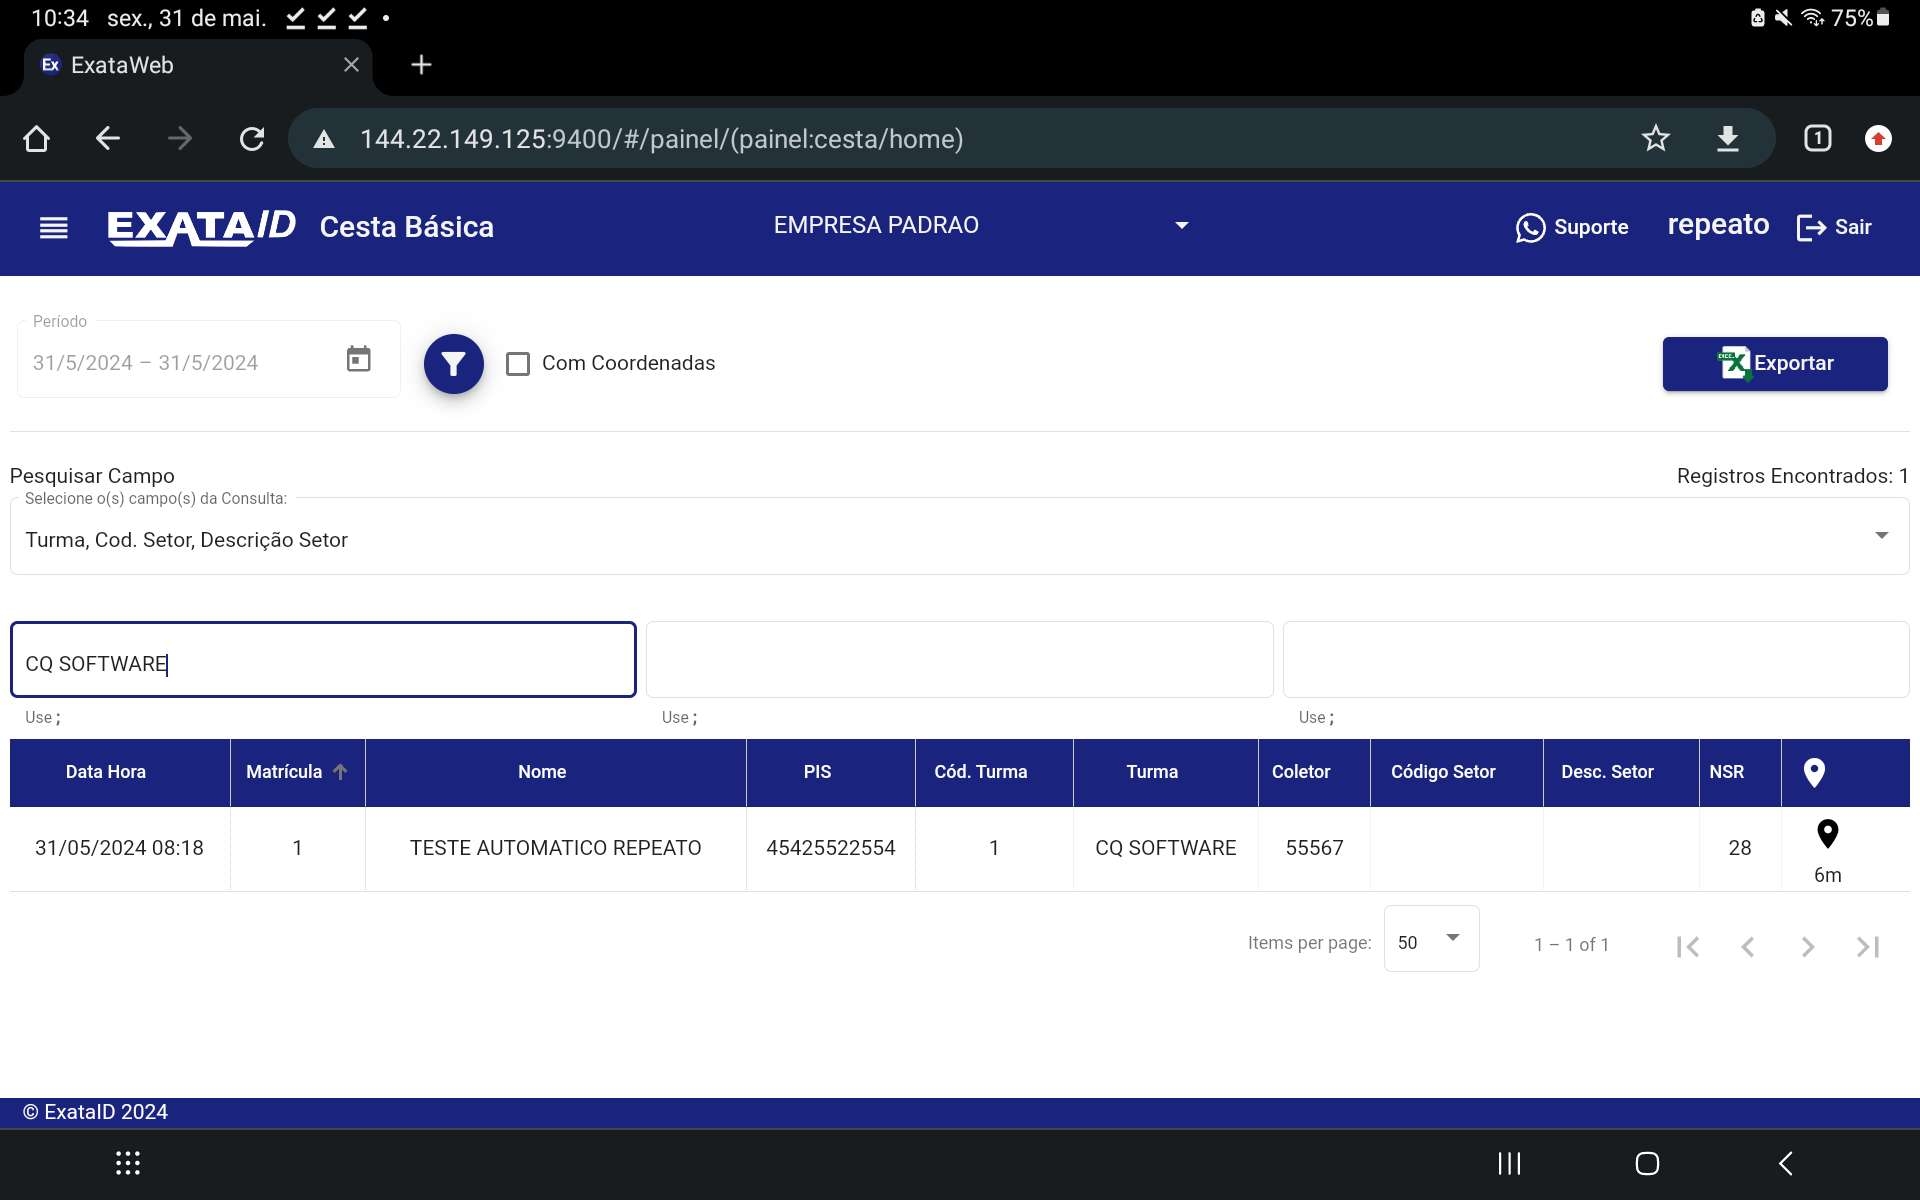 10:34 sex., 31 de mai. 75%
Ex ExataWeb
144.22.149.125:9400/#/painel/(painel:cesta/home) 1
EXATAID Cesta Básica EMPRESA PADRAO Suporte repeato Sair
Período
31/5/2024 – 31/5/2024 Com Coordenadas Exportar
Pesquisar Campo Registros Encontrados: 1
Selecione o(s) campo(s) da Consulta:
Turma, Cod. Setor, Descrição Setor
CQ SOFTWARE
Use ; Use ; Use ;
Data Hora Matrícula Nome PIS Cód. Turma Turma Coletor Código Setor Desc. Setor NSR
31/05/2024 08:18 1 TESTE AUTOMATICO REPEATO 45425522554 1 CQ SOFTWARE 55567 28
6m
Items per page: 50 1 – 1 of 1
© ExataID 2024